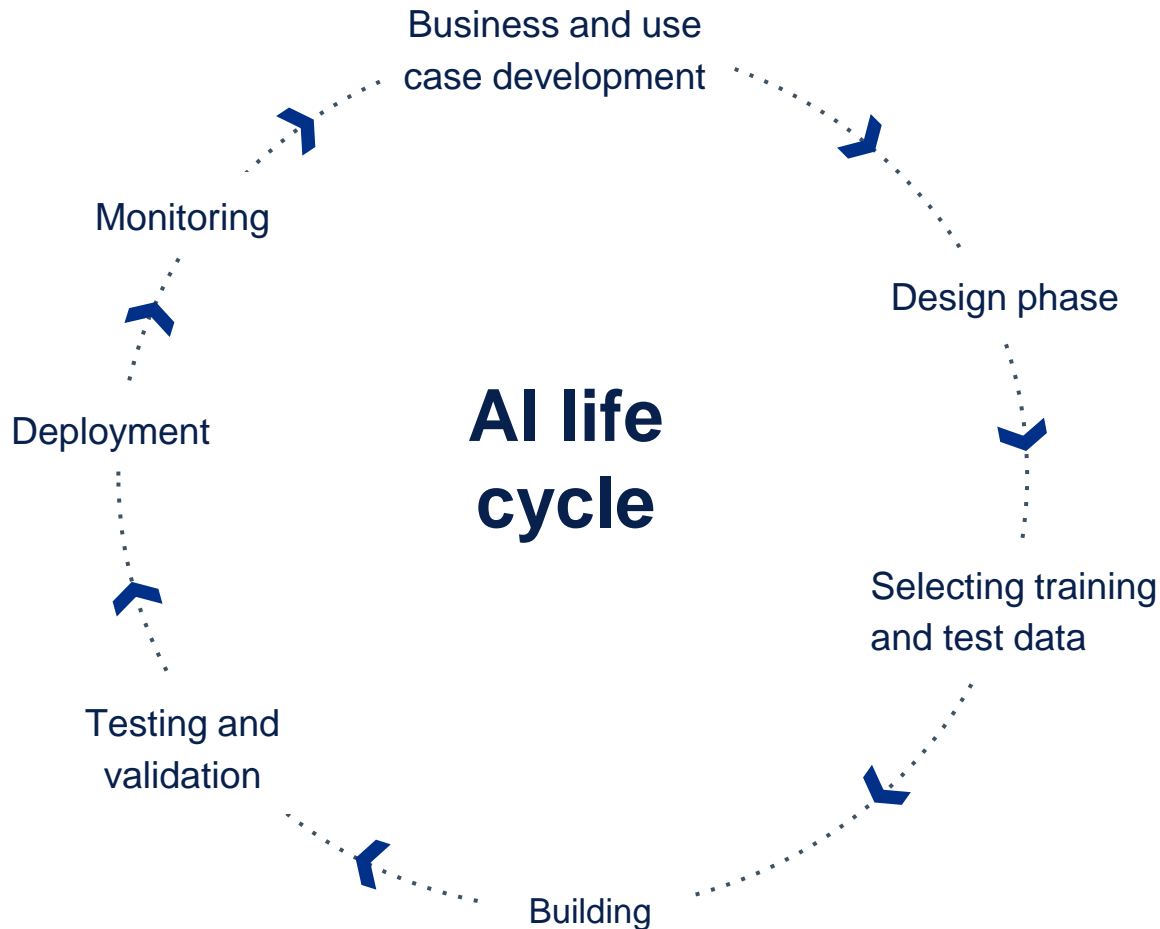 Business and use
case development
Design phase
Selecting training
and test data
Building
Testing and
validation
Deployment
Monitoring
AI life
cycle